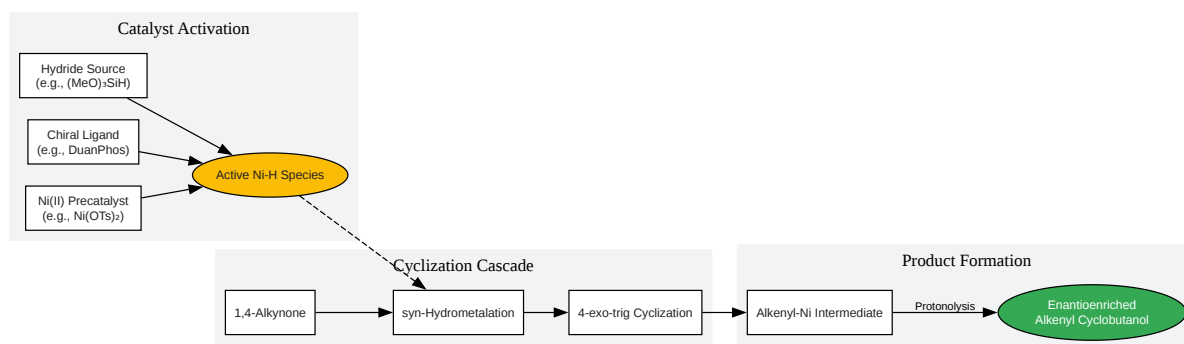 Catalyst Activation
Hydride Source
(e.g., (MeO)₃SiH)
Chiral Ligand
(e.g., DuanPhos)
Ni(II) Precatalyst
(e.g., Ni(OTs)₂)
Active Ni-H Species
Cyclization Cascade
1,4-Alkynone
syn-Hydrometalation
4-exo-trig Cyclization
Product Formation
Alkenyl-Ni Intermediate
Protonolysis
Enantioenriched
Alkenyl Cyclobutanol